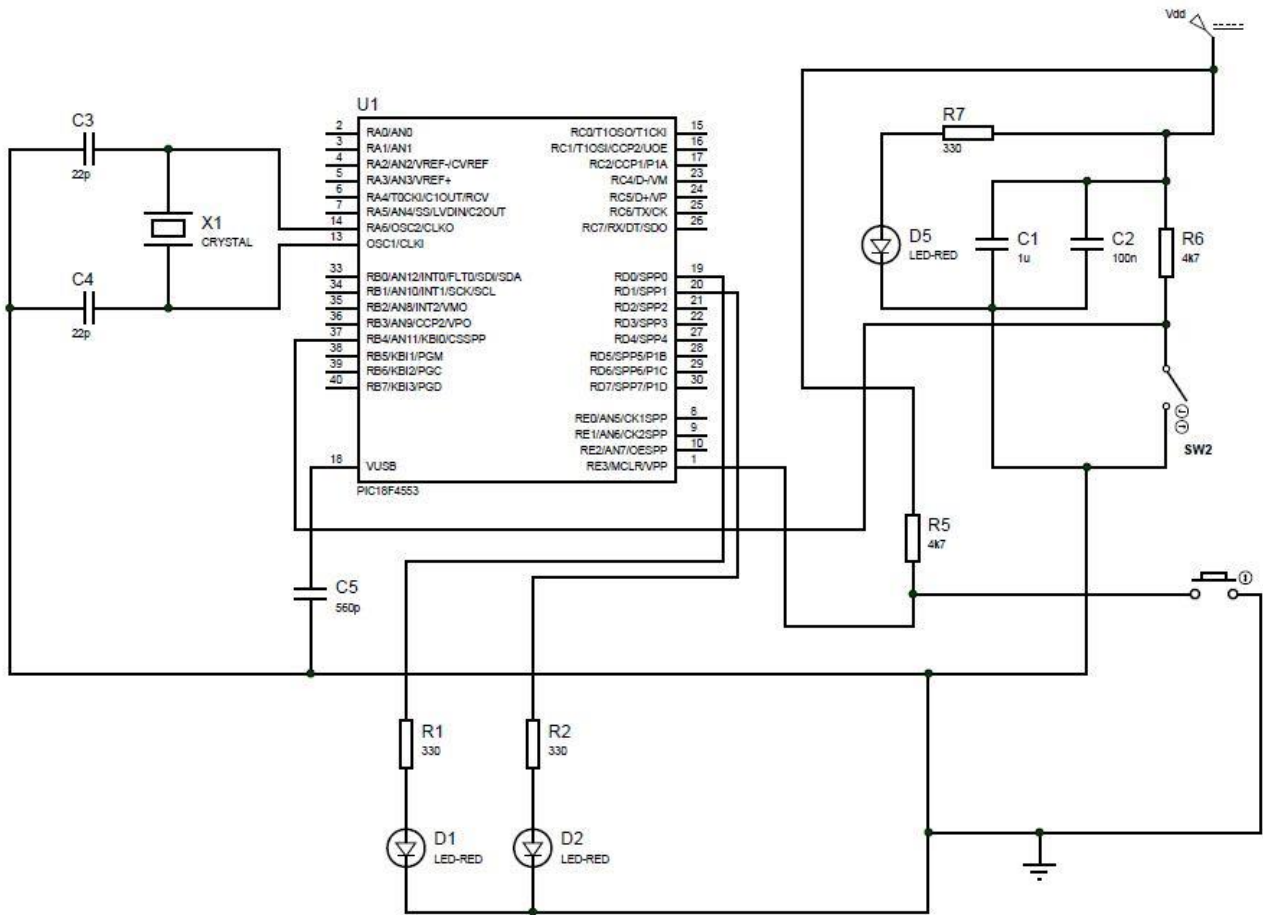 Vdd
U1
C3
22p
X1
CRYSTAL
C4
22p
2 RA0/AN0
3 RA1/AN1
4 RA2/AN2/VREF-/CVREF
5 RA3/AN3/VREF+
6 RA4/T0CKI/C1OUT/RCV
7 RA5/AN4/SS/LVDIN/C2OUT
14 RA6/OSC2/CLKO
13 OSC1/CLKI
33 RB0/AN12/INT0/FLT0/SDI/SDA
34 RB1/AN10/INT1/SCK/SCL
35 RB2/AN8/INT2/VMO
36 RB3/AN9/CCP2/VPO
37 RB4/AN11/KBI0/CSSPP
38 RB5/KBI1/PGM
39 RB6/KBI2/PGC
40 RB7/KBI3/PGD
18 VUSB
RC0/T1OSO/T1CKI 15
RC1/T1OSI/CCP2/UOE 16
RC2/CCP1/P1A 17
RC4/D-/VM 23
RC5/D+/VP 24
RC6/TX/CK 25
RC7/RX/DT/SDO 26
RD0/SPP0 19
RD1/SPP1 20
RD2/SPP2 21
RD3/SPP3 22
RD4/SPP4 27
RD5/SPP5/P1B 28
RD6/SPP6/P1C 29
RD7/SPP7/P1D 30
RE0/AN5/CK1SPP 8
RE1/AN6/CK2SPP 9
RE2/AN7/OESPP 10
RE3/MCLR/VPP 1
PIC18F4553
R7
330
D5
LED-RED
C1
1u
C2
100n
R6
4k7
SW2
R5
4k7
C5
560p
R1
330
R2
330
D1
LED-RED
D2
LED-RED